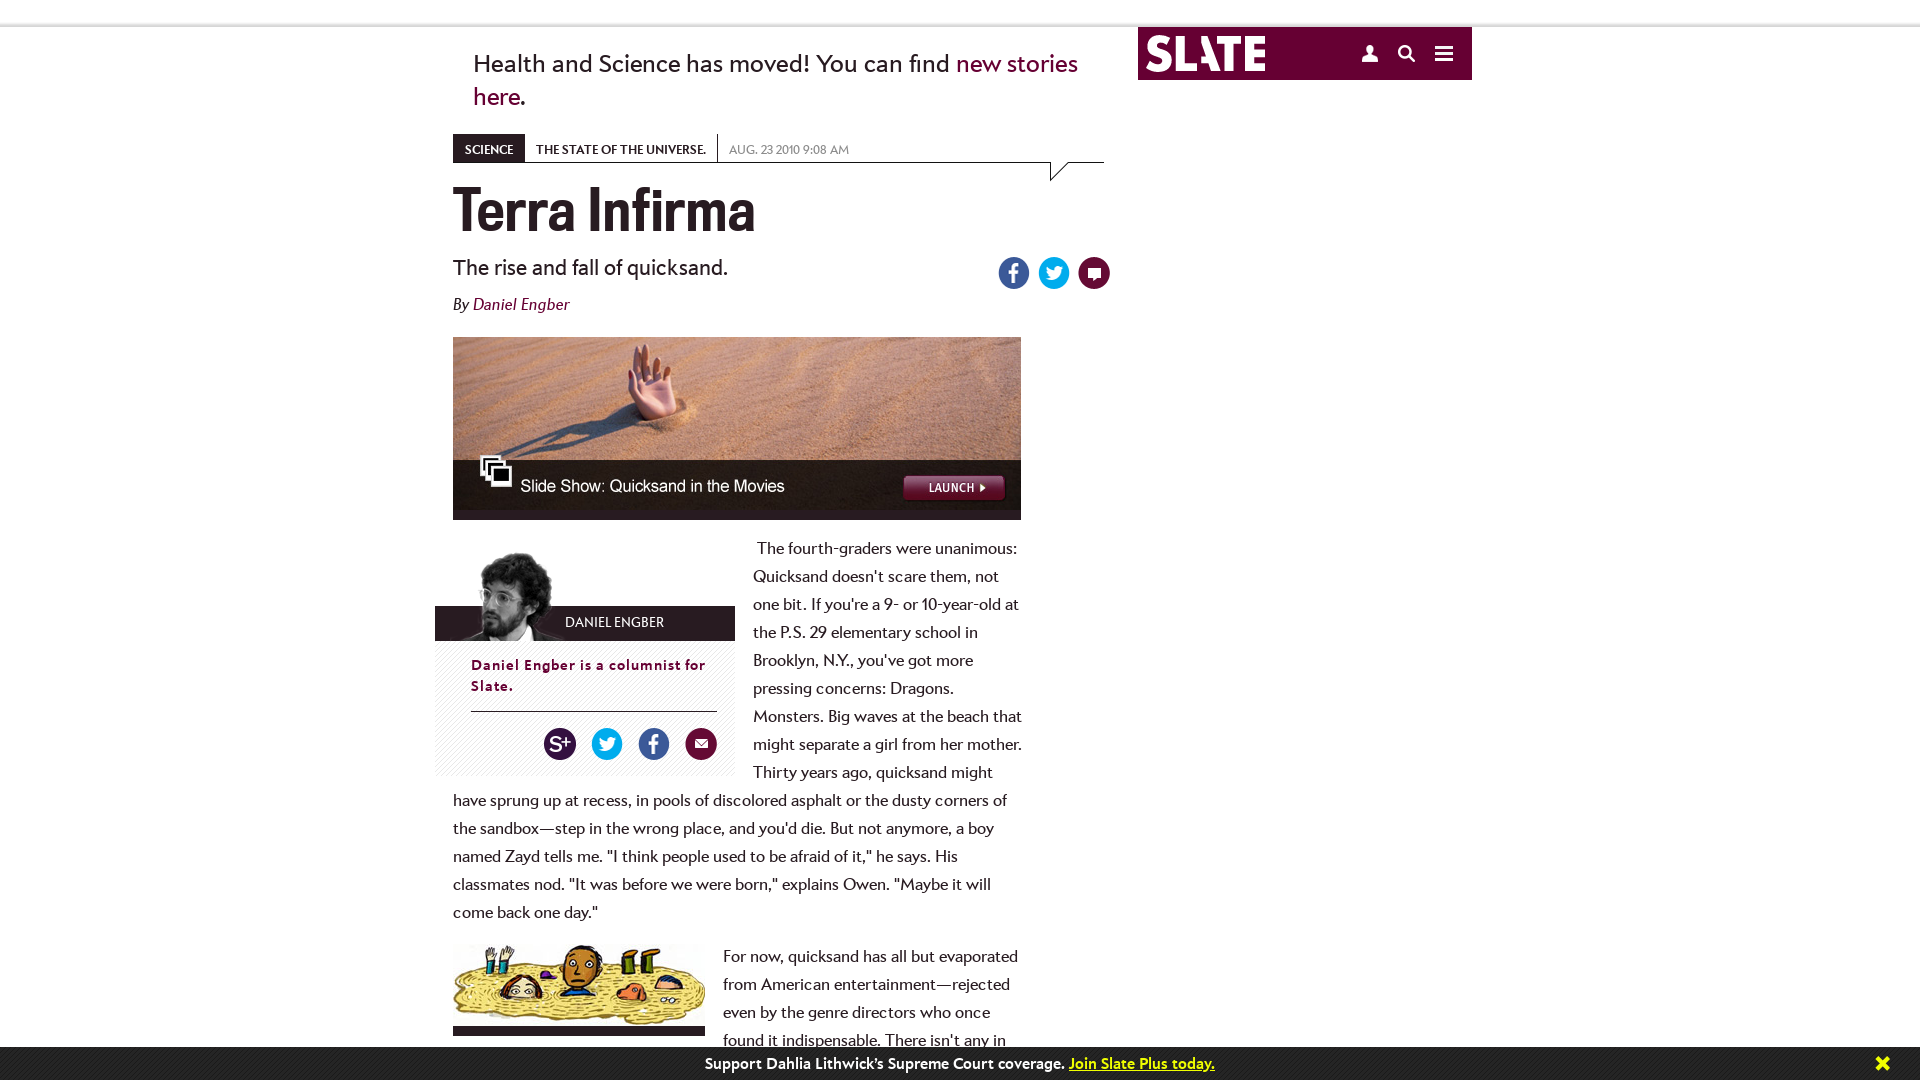 Health and Science has moved! You can find new stories
here.
SLATE
SCIENCE THE STATE OF THE UNIVERSE. AUG. 23 2010 9:08 AM
Terra Infirma
The rise and fall of quicksand.
By Daniel Engber
Slide Show: Quicksand in the Movies LAUNCH
DANIEL ENGBER
Daniel Engber is a columnist for
Slate.
S+
The fourth-graders were unanimous:
Quicksand doesn't scare them, not
one bit. If you're a 9- or 10-year-old at
the P.S. 29 elementary school in
Brooklyn, N.Y., you've got more
pressing concerns: Dragons.
Monsters. Big waves at the beach that
might separate a girl from her mother.
Thirty years ago, quicksand might
have sprung up at recess, in pools of discolored asphalt or the dusty corners of
the sandbox—step in the wrong place, and you'd die. But not anymore, a boy
named Zayd tells me. "I think people used to be afraid of it," he says. His
classmates nod. "It was before we were born," explains Owen. "Maybe it will
come back one day."
For now, quicksand has all but evaporated
from American entertainment—rejected
even by the genre directors who once
found it indispensable. There isn't any in
Support Dahlia Lithwick’s Supreme Court coverage. Join Slate Plus today.